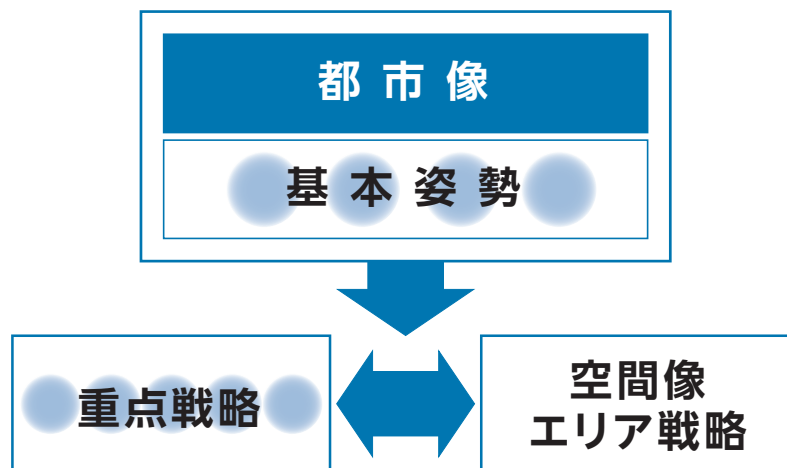 都市像
基本姿勢
重点戦略
空間像
エリア戦略